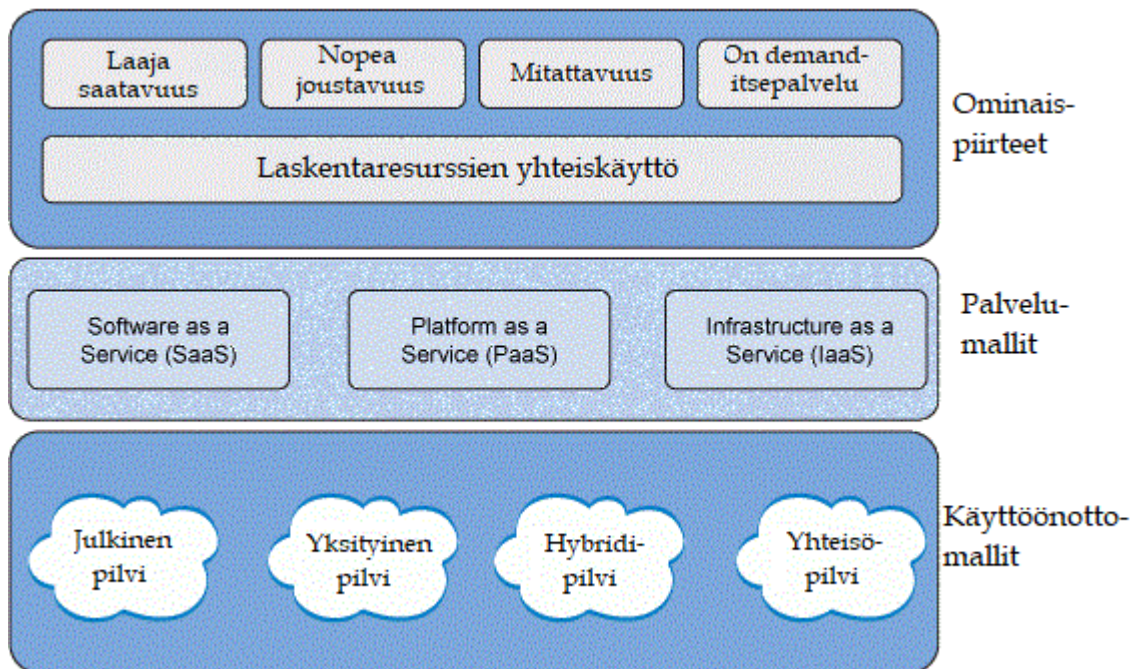 Laaja
saatavuus
Nopea
joustavuus
Mitattavuus
On demand-
itsepalvelu
Ominais-
piirteet
Laskentaresurssien yhteiskäyttö
Software as a
Service (SaaS)
Platform as a
Service (PaaS)
Infrastructure as a
Service (IaaS)
Palvelu-
mallit
Julkinen
pilvi
Yksityinen
pilvi
Hybridi-
pilvi
Yhteisö-
pilvi
Käyttöönotto-
mallit